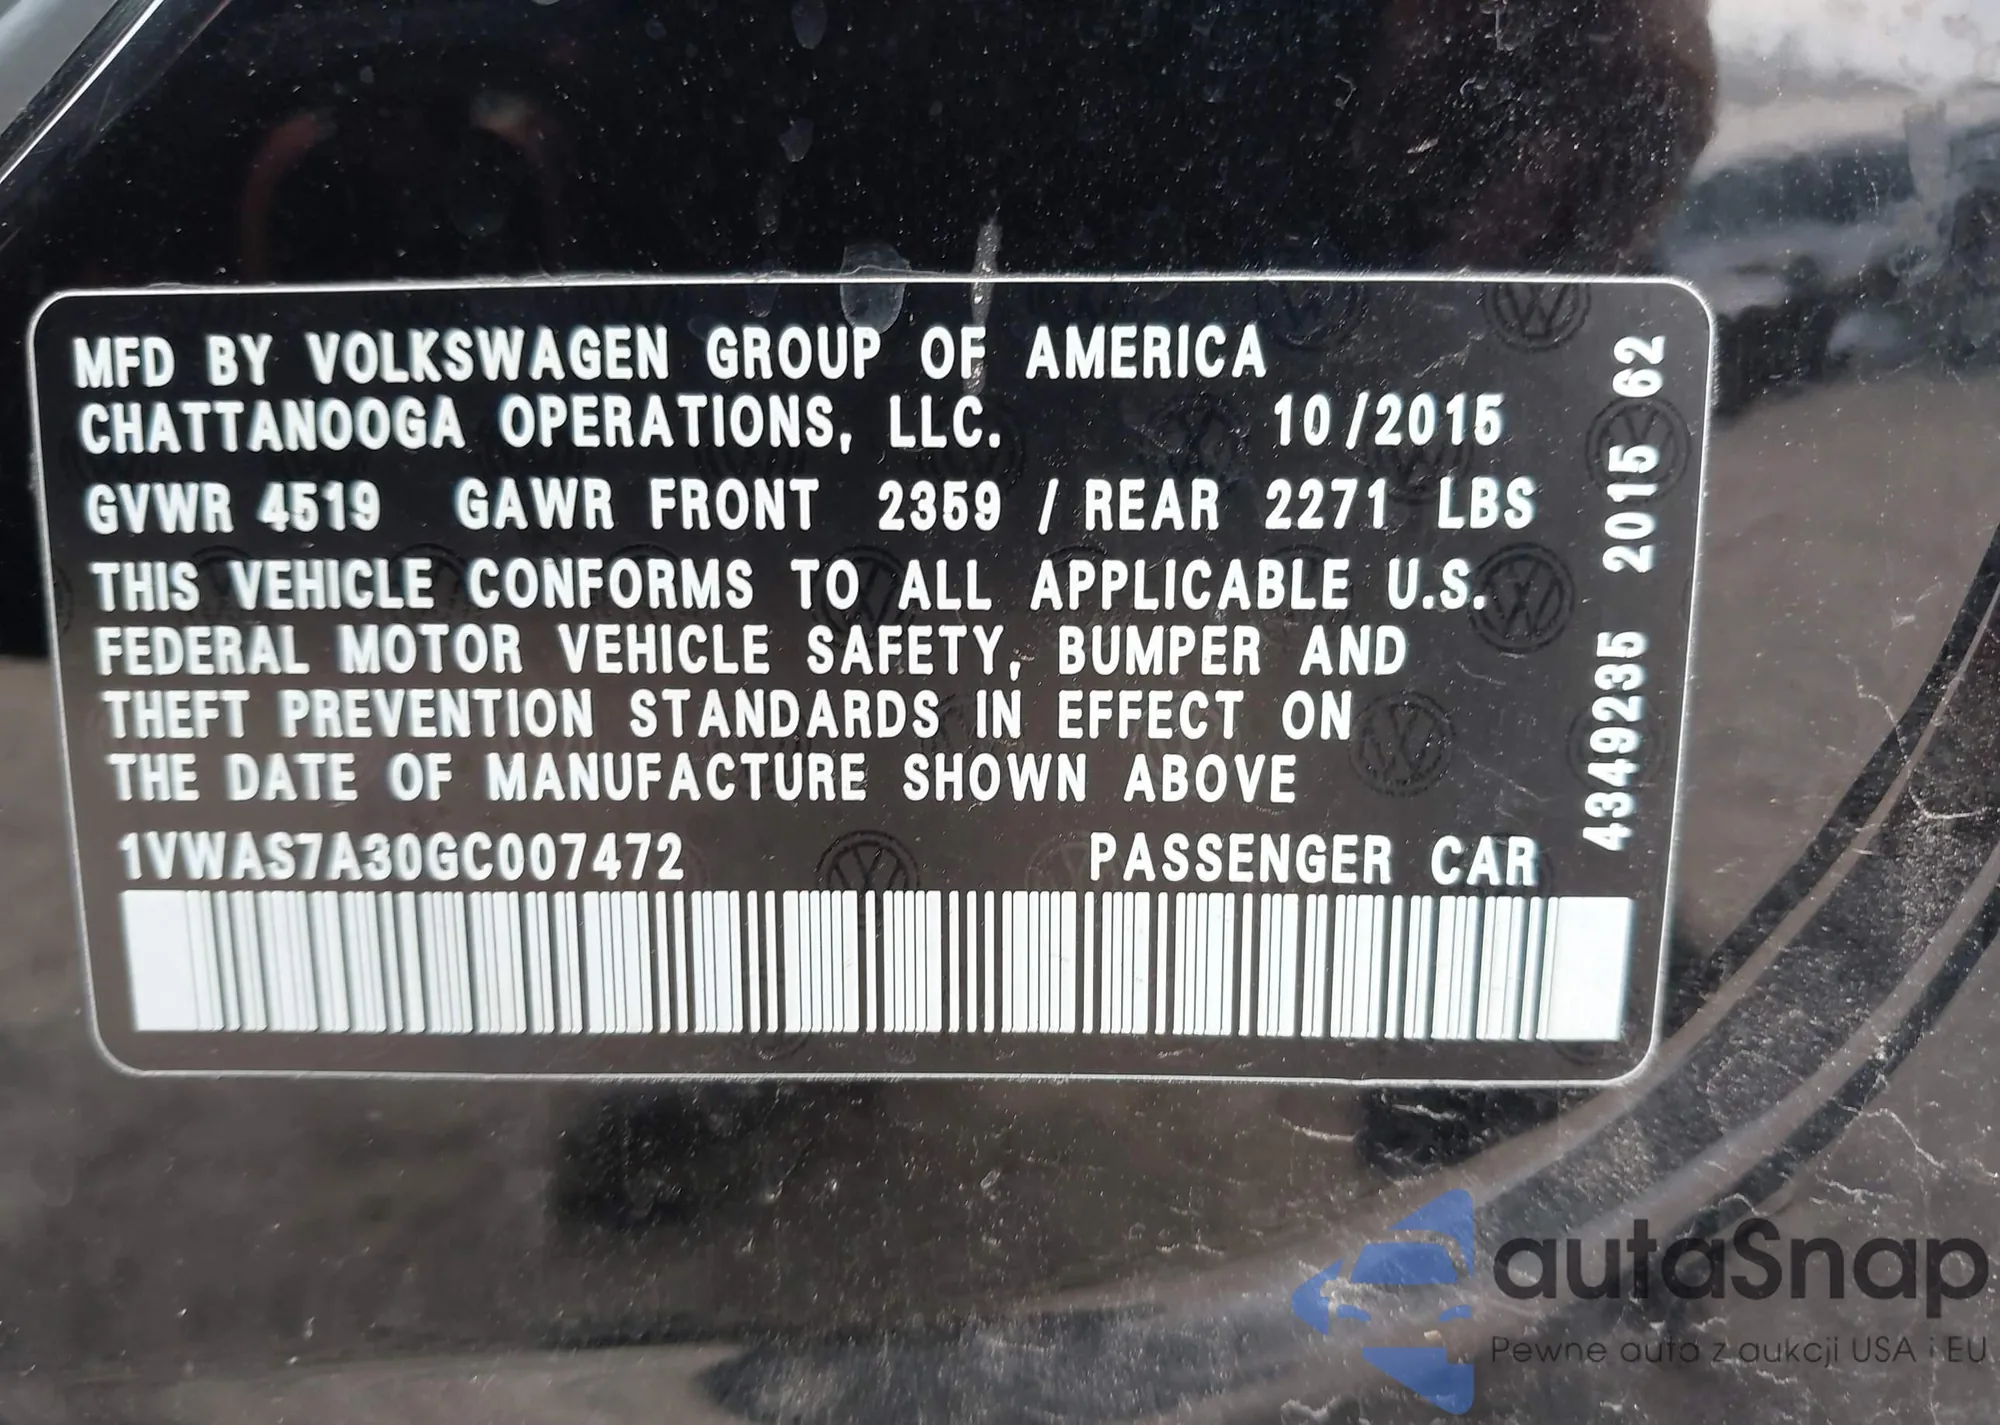 MFD BY VOLKSWAGEN GROUP OF AMERICA
CHATTANOOGA OPERATIONS, LLC. 10/2015
GVWR 4519 GAWR FRONT 2359 / REAR 2271 LBS
THIS VEHICLE CONFORMS TO ALL APPLICABLE U.S.
FEDERAL MOTOR VEHICLE SAFETY, BUMPER AND
THEFT PREVENTION STANDARDS IN EFFECT ON
THE DATE OF MANUFACTURE SHOWN ABOVE
1VWAS7A30GC007472 PASSENGER CAR
4349235 2015 62
autaSnap
Pewne auta z aukcji USA i EU